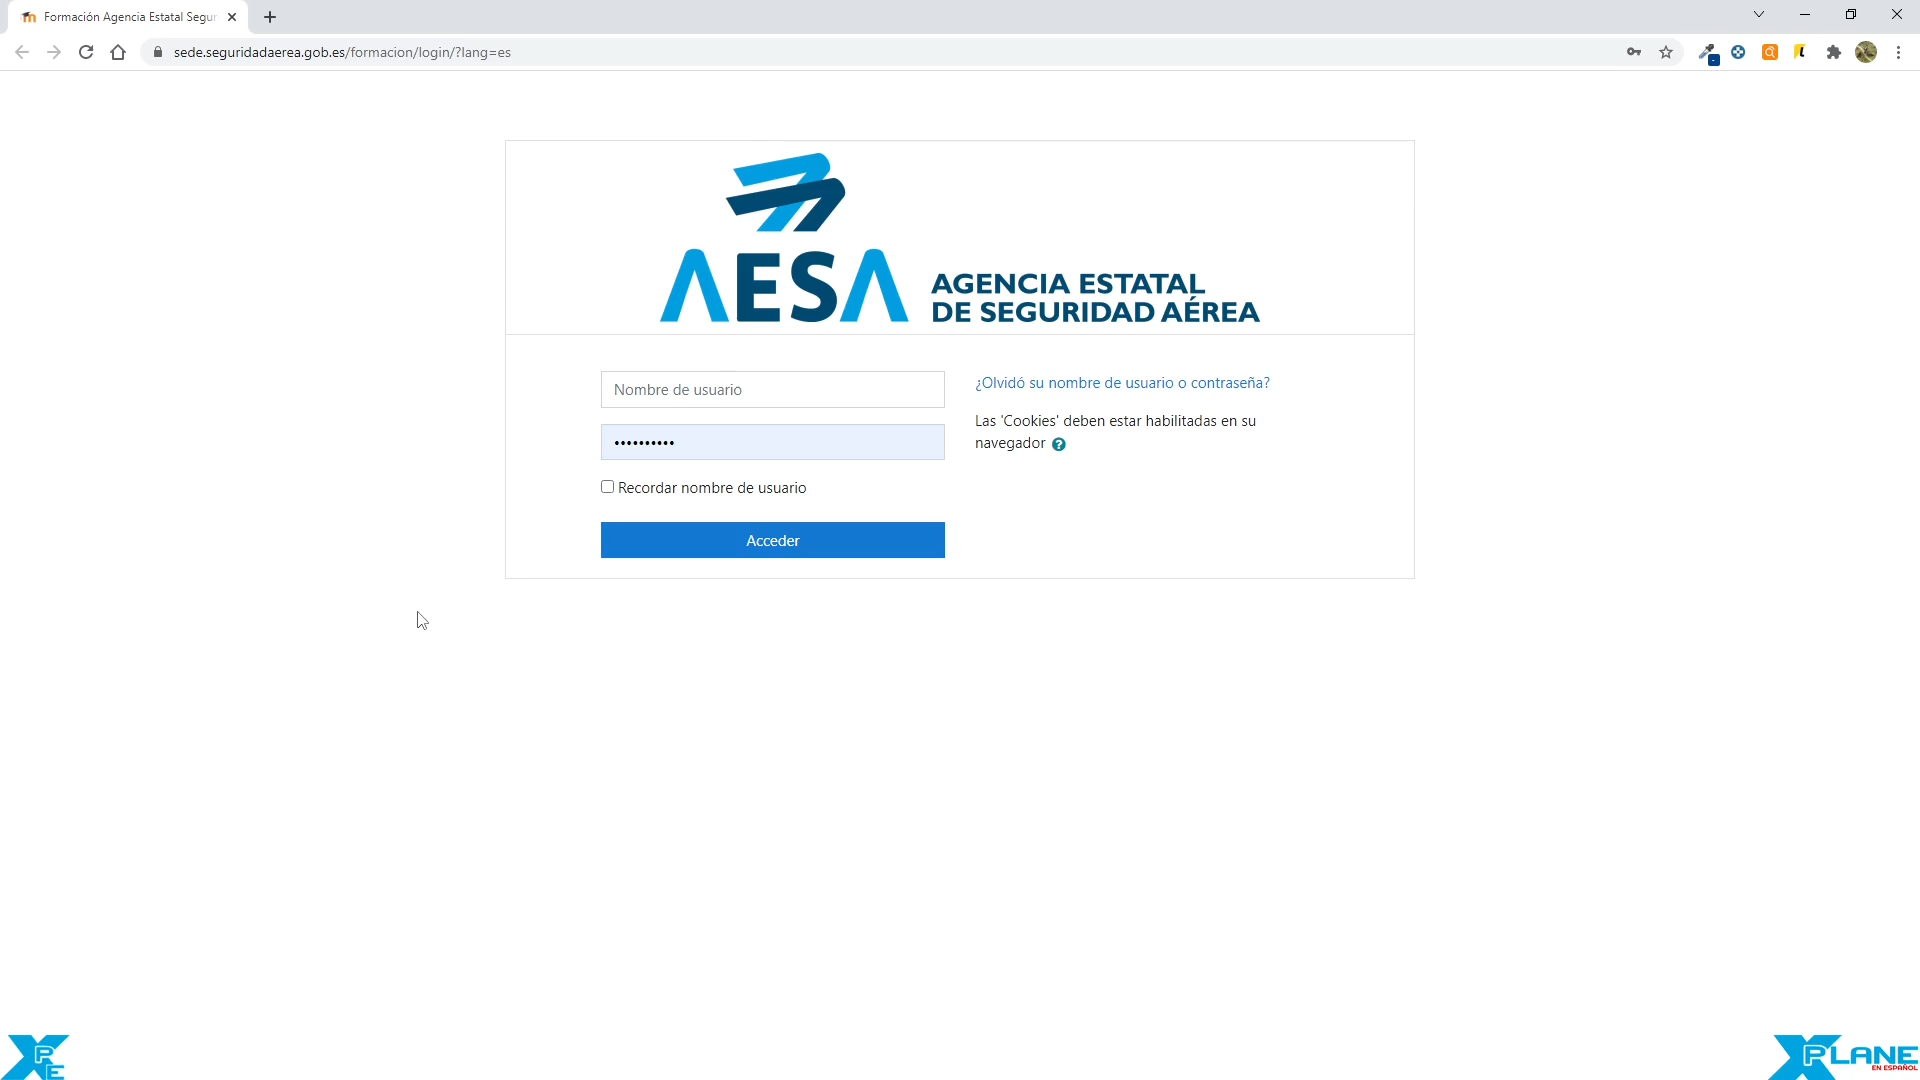 Formación Agencia Estatal Segur
sede.seguridadaerea.gob.es/formacion/login/?lang=es
AESA
AGENCIA ESTATAL
DE SEGURIDAD AÉREA
Nombre de usuario
••••••••••
Recordar nombre de usuario
Acceder
¿Olvidó su nombre de usuario o contraseña?
Las 'Cookies' deben estar habilitadas en su
navegador
XPE
XPLANE
EN ESPAÑOL